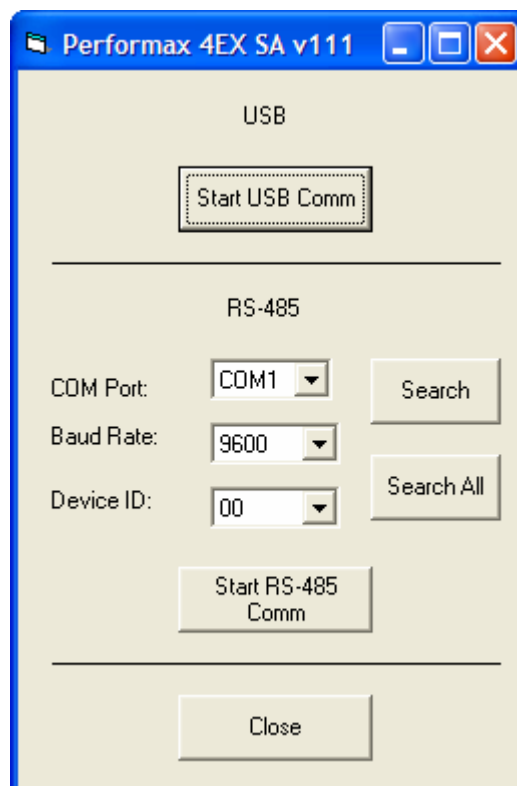 Performax 4EX SA v111
USB
Start USB Comm
RS-485
COM Port: COM1 Search
Baud Rate: 9600
Search All
Device ID: 00
Start RS-485
Comm
Close